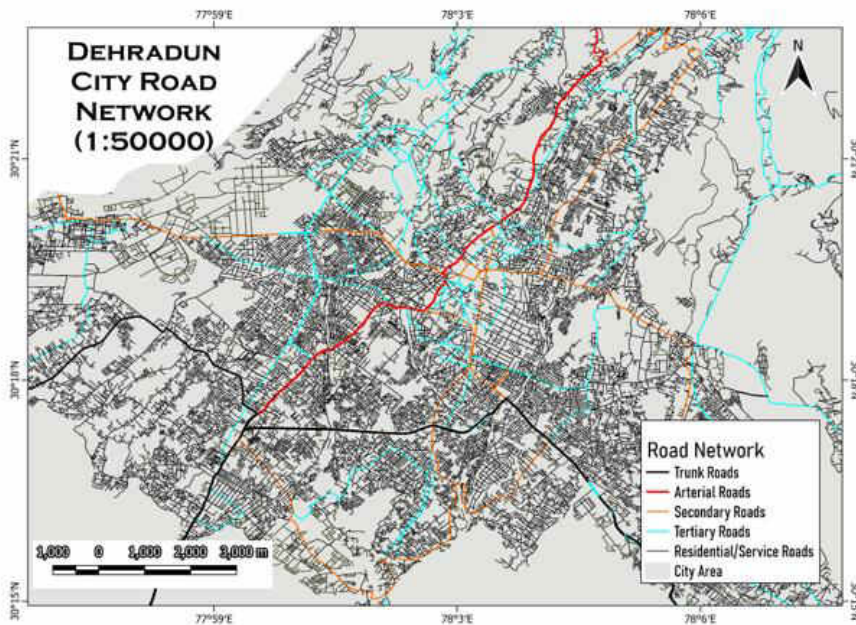 77°59'E 78°3'E 78°6'E
DEHRADUN
CITY ROAD
NETWORK
(1:50000)
N
30°21'N
30°21'N
30°18'N
30°18'N
Road Network
Trunk Roads
Arterial Roads
Secondary Roads
Tertiary Roads
Residential/Service Roads
City Area
1,000 0 1,000 2,000 3,000 m
30°15'N
30°15'N
77°59'E 78°3'E 78°6'E